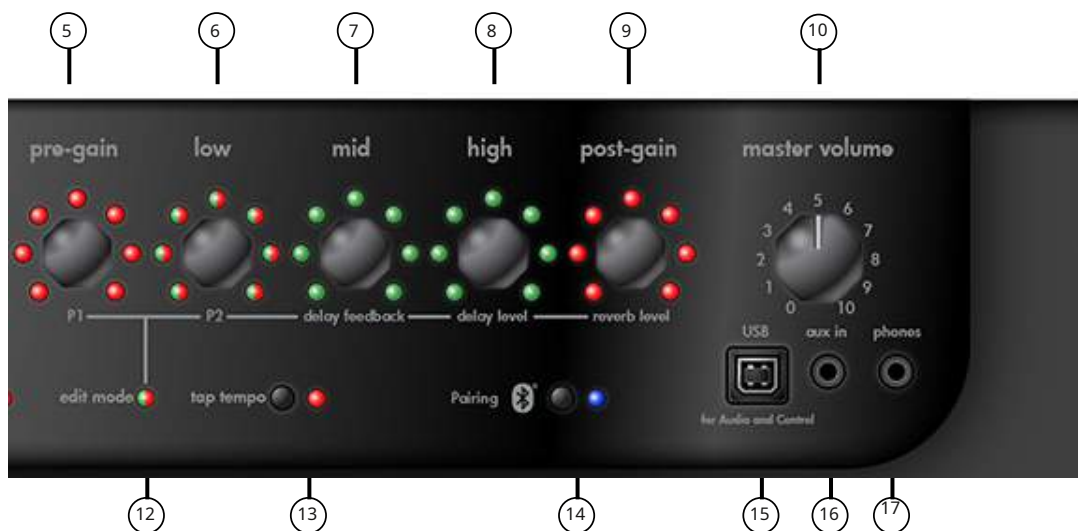 5 6 7 8 9 10
pre-gain low mid high post-gain master volume
0 1 2 3 4 5 6 7 8 9 10
P1 P2 delay feedback delay level reverb level
USB aux in phones
edit mode tap tempo Pairing
for Audio and Control
12 13 14 15 16 17